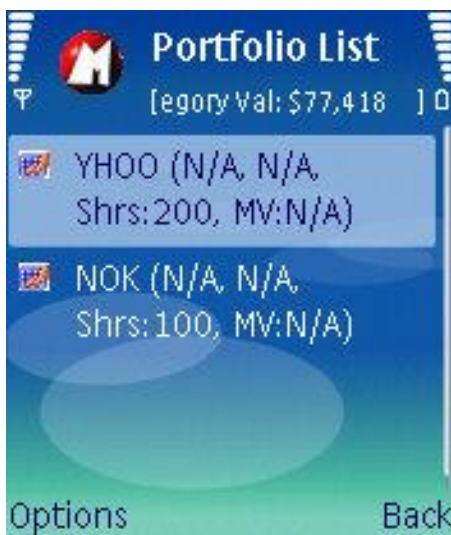 Portfolio List
[egory Val: $77,418 ]
YHOO (N/A, N/A,
Shrs:200, MV:N/A)
NOK (N/A, N/A,
Shrs:100, MV:N/A)
Options Back